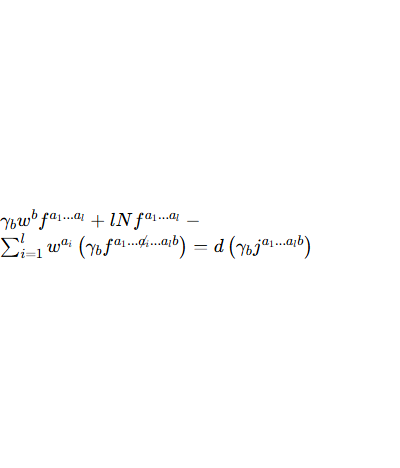 γ_b w^b f^{a_1…a_l} + lN f^{a_1…a_l} −
∑_{i=1}^l w^{a_i} (γ_b f^{a_1…a̸_i…a_l b}) = d (γ_b j^{a_1…a_l b})